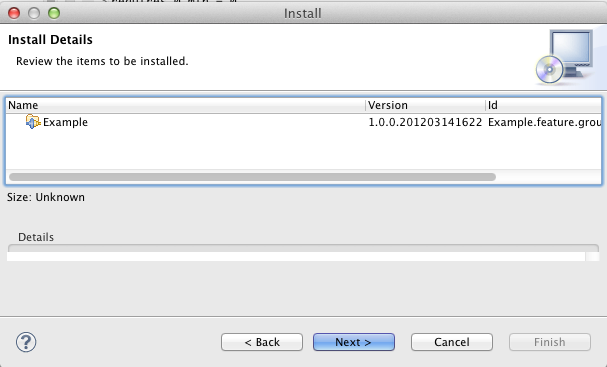 Install
Install Details
Review the items to be installed.
Name Version Id
Example 1.0.0.201203141622 Example.feature.grou
Size: Unknown
Details
? < Back Next > Cancel Finish